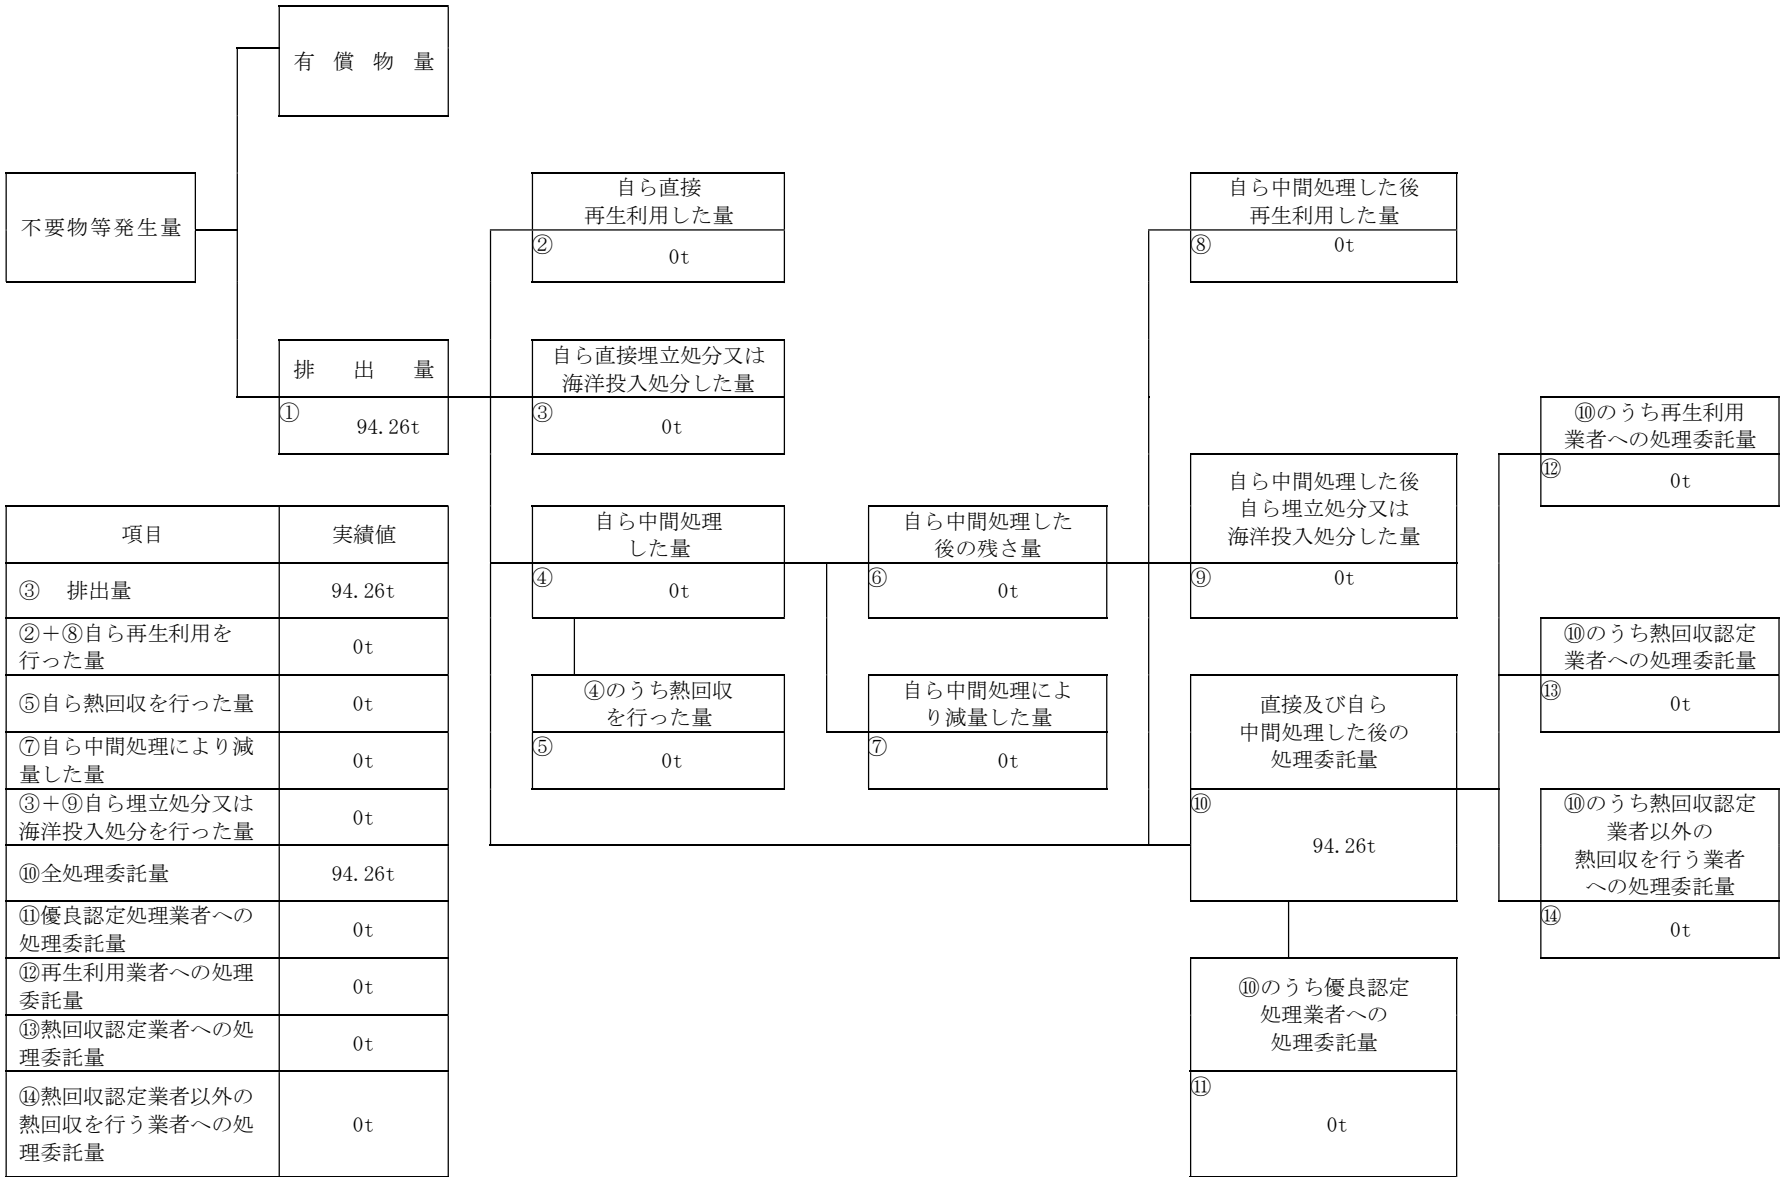 有償物量
不要物等発生量
排出量
①
94.26t
自ら直接
再生利用した量
②
0t
自ら直接埋立処分又は
海洋投入処分した量
③
0t
自ら中間処理
した量
④
0t
④のうち熱回収
を行った量
⑤
0t
自ら中間処理した
後の残さ量
⑥
0t
自ら中間処理によ
り減量した量
⑦
0t
自ら中間処理した後
再生利用した量
⑧
0t
自ら中間処理した後
自ら埋立処分又は
海洋投入処分した量
⑨
0t
直接及び自ら
中間処理した後の
処理委託量
⑩
94.26t
⑩のうち優良認定
処理業者への
処理委託量
⑪
0t
⑩のうち再生利用
業者への処理委託量
⑫
0t
⑩のうち熱回収認定
業者への処理委託量
⑬
0t
⑩のうち熱回収認定
業者以外の
熱回収を行う業者
への処理委託量
⑭
0t
項目 実績値
③ 排出量 94.26t
②＋⑧自ら再生利用を
行った量
0t
⑤自ら熱回収を行った量 0t
⑦自ら中間処理により減
量した量
0t
③＋⑨自ら埋立処分又は
海洋投入処分を行った量
0t
⑩全処理委託量 94.26t
⑪優良認定処理業者への
処理委託量
0t
⑫再生利用業者への処理
委託量
0t
⑬熱回収認定業者への処
理委託量
0t
⑭熱回収認定業者以外の
熱回収を行う業者への処
理委託量
0t